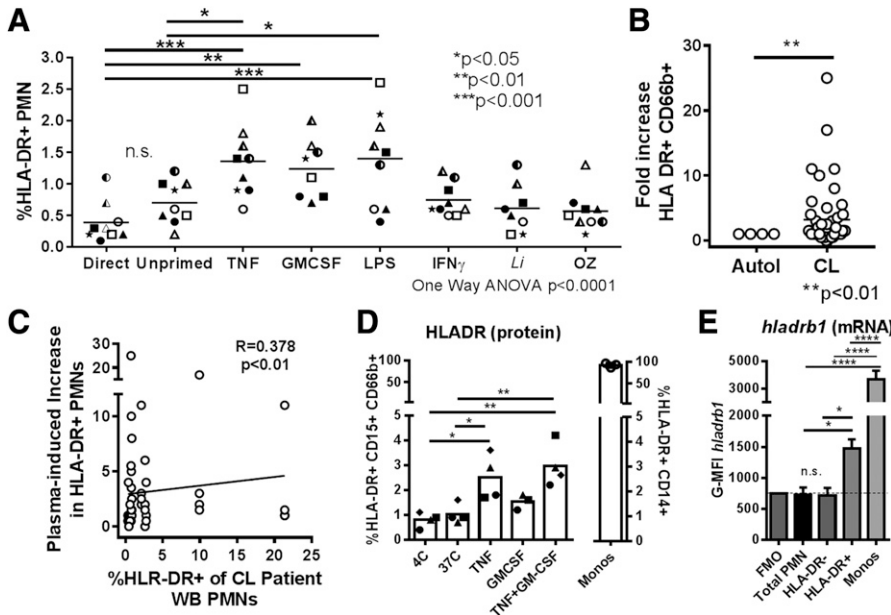 A
*
***
*
**
***
*p<0.05
**p<0.01
***p<0.001
n.s.
%HLA-DR+ PMN
3.0
2.5
2.0
1.5
1.0
0.5
0.0
Direct Unprimed TNF GMCSF LPS IFNγ Li OZ
One Way ANOVA p<0.0001
B
**
Fold increase
HLA DR+ CD66b+
30
20
10
0
Autol CL
**p<0.01
C
Plasma-induced Increase
in HLA-DR+ PMNs
30
25
20
15
10
5
0
R=0.378
p<0.01
0 5 10 15 20 25
%HLR-DR+ of CL Patient
WB PMNs
D
HLADR (protein)
%HLA-DR+ CD15+ CD66b+
100
50
5
4
3
2
1
0
**
**
*
*
4C 37C TNF GMCSF TNF+GM-CSF
100
50
5
4
3
2
1
0
%HLA-DR+ CD14+
Monos
E
hladrb1 (mRNA)
****
****
****
G-MFI hladrb1
5000
3000
2000
1500
1000
500
0
*
*
n.s.
FMO Total PMN HLA-DR- HLA-DR+ Monos